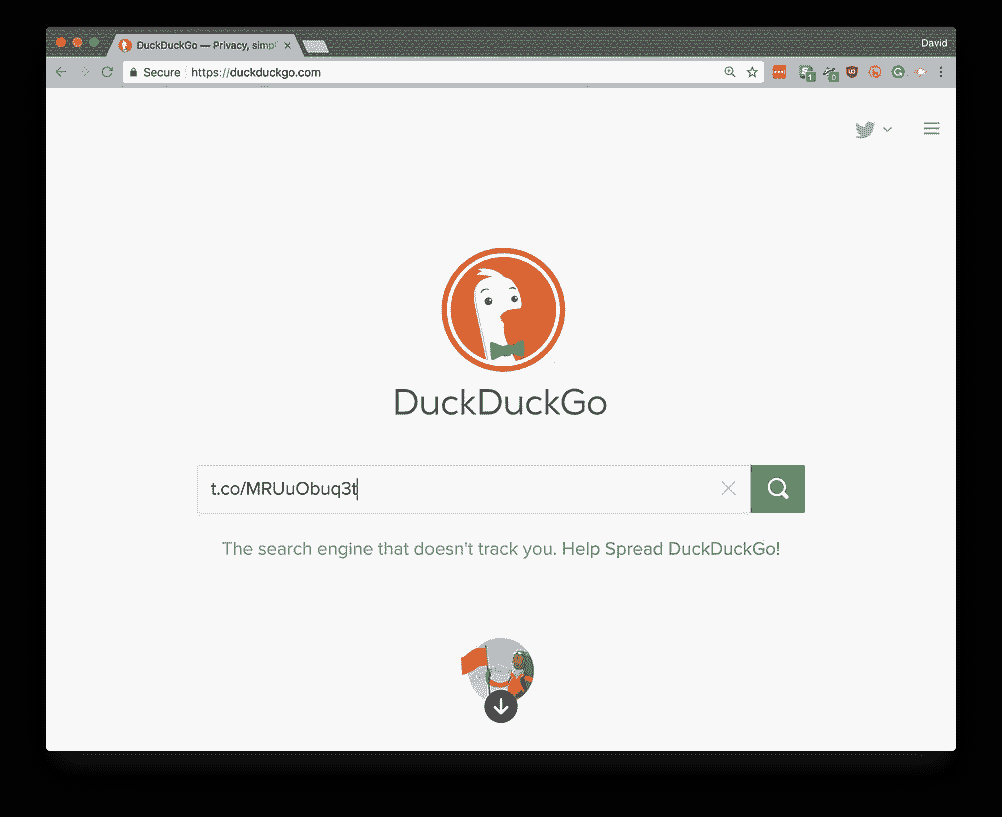 DuckDuckGo — Privacy, simp
David
Secure https://duckduckgo.com
DuckDuckGo
t.co/MRUuObuq3t
The search engine that doesn't track you. Help Spread DuckDuckGo!